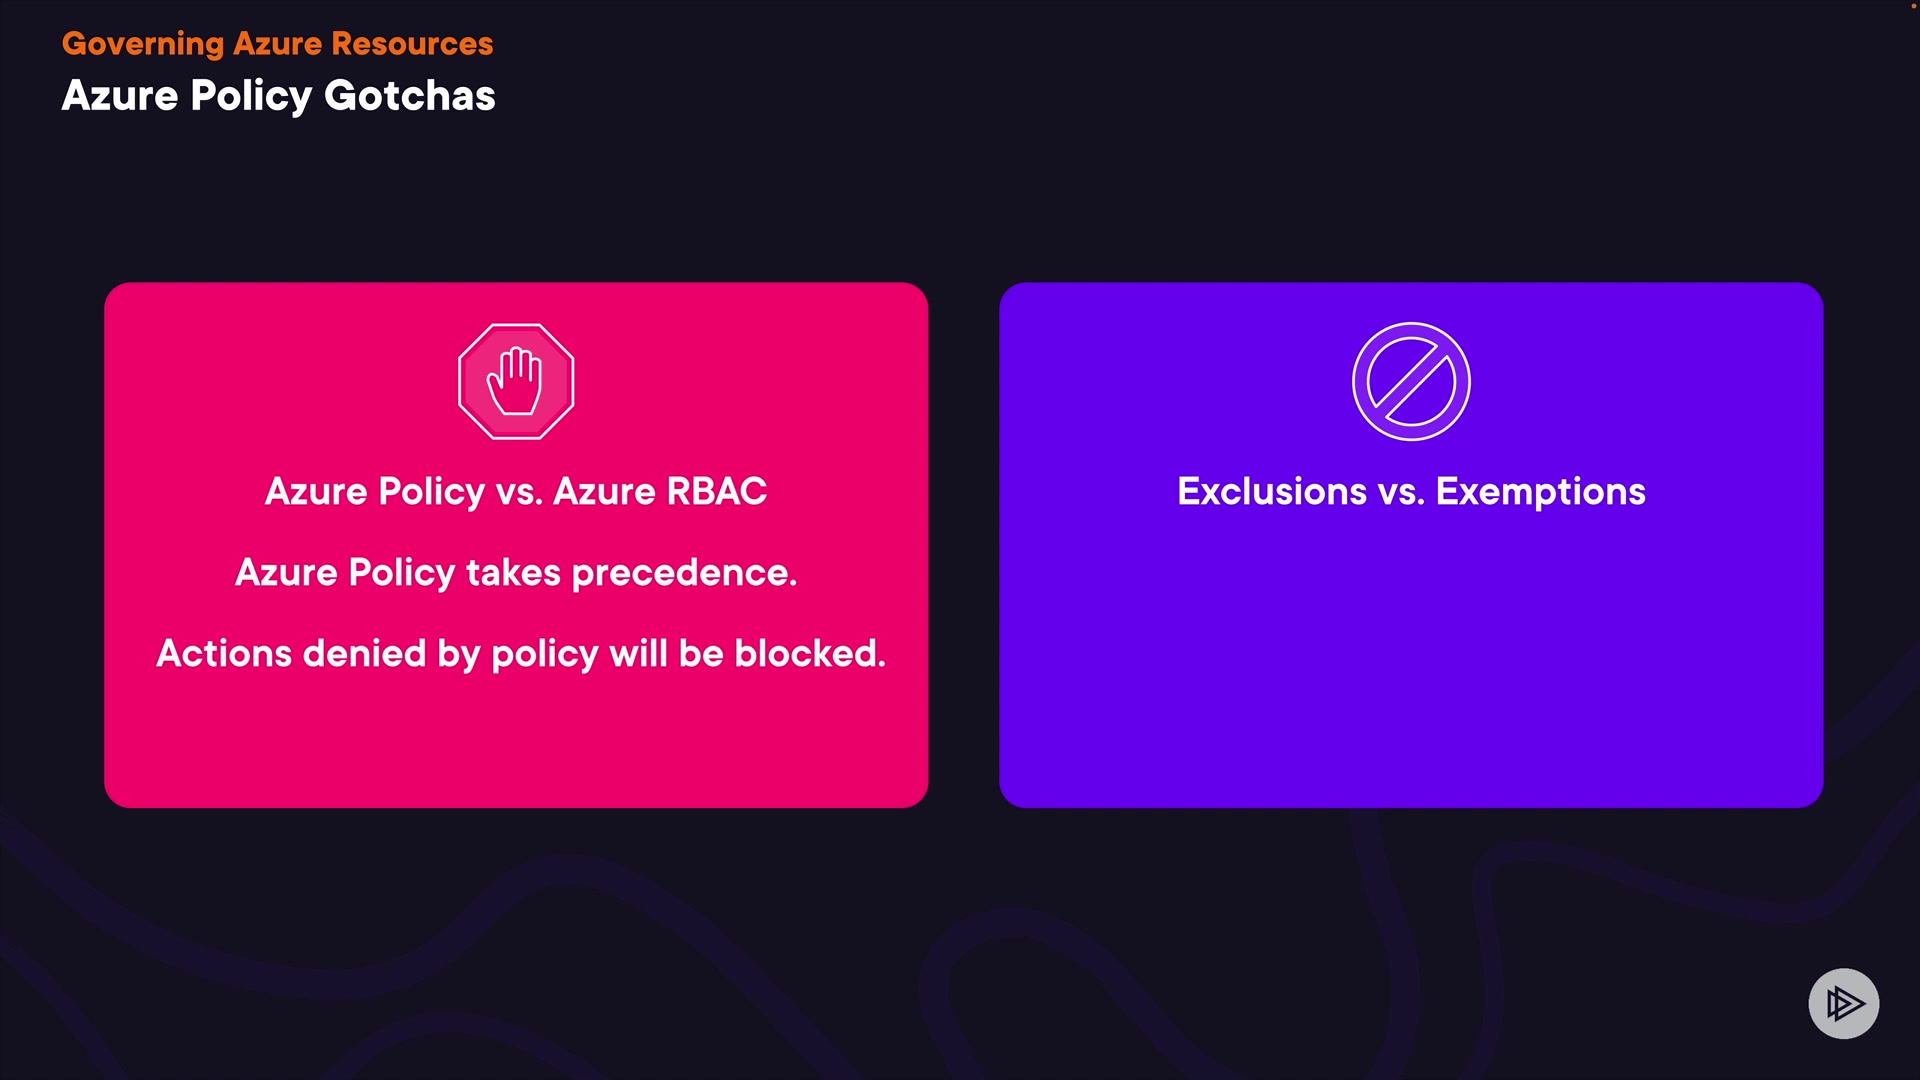 Governing Azure Resources
Azure Policy Gotchas
Azure Policy vs. Azure RBAC
Azure Policy takes precedence.
Actions denied by policy will be blocked.
Exclusions vs. Exemptions